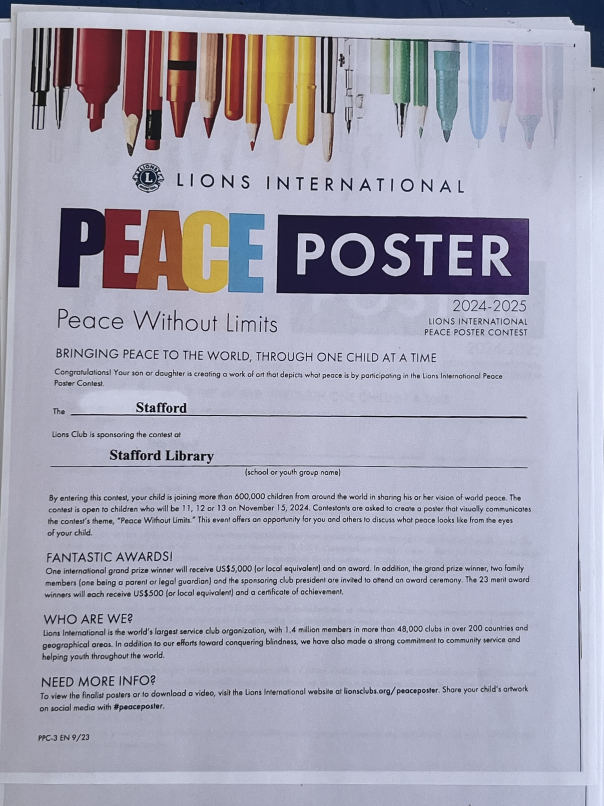 LIONS INTERNATIONAL
PEACE POSTER
2024-2025
Peace Without Limits
LIONS INTERNATIONAL
PEACE POSTER CONTEST
BRINGING PEACE TO THE WORLD, THROUGH ONE CHILD AT A TIME
Congratulations! Your son or daughter is creating a work of art that depicts what peace is by participating in the Lions International Peace
Poster Contest.
The Stafford
Lions Club is sponsoring the contest at
Stafford Library
(school or youth group name)
By entering this contest, your child is joining more than 600,000 children from around the world in sharing his or her vision of world peace. The
contest is open to children who will be 11, 12 or 13 on November 15, 2024. Contestants are asked to create a poster that visually communicates
the contest's theme, "Peace Without Limits." This event offers an opportunity for you and others to discuss what peace looks like from the eyes
of your child.
FANTASTIC AWARDS!
One international grand prize winner will receive US$5,000 (or local equivalent) and an award. In addition, the grand prize winner, two family
members (one being a parent or legal guardian) and the sponsoring club president are invited to attend an award ceremony. The 23 merit award
winners will each receive US$500 (or local equivalent) and a certificate of achievement.
WHO ARE WE?
Lions International is the world's largest service club organization, with 1.4 million members in more than 48,000 clubs in over 200 countries and
geographical areas. In addition to our efforts toward conquering blindness, we have also made a strong commitment to community service and
helping youth throughout the world.
NEED MORE INFO?
To view the finalist posters or to download a video, visit the Lions International website at lionsclubs.org/peaceposter. Share your child's artwork
on social media with #peaceposter.
PPC-3 EN 9/23